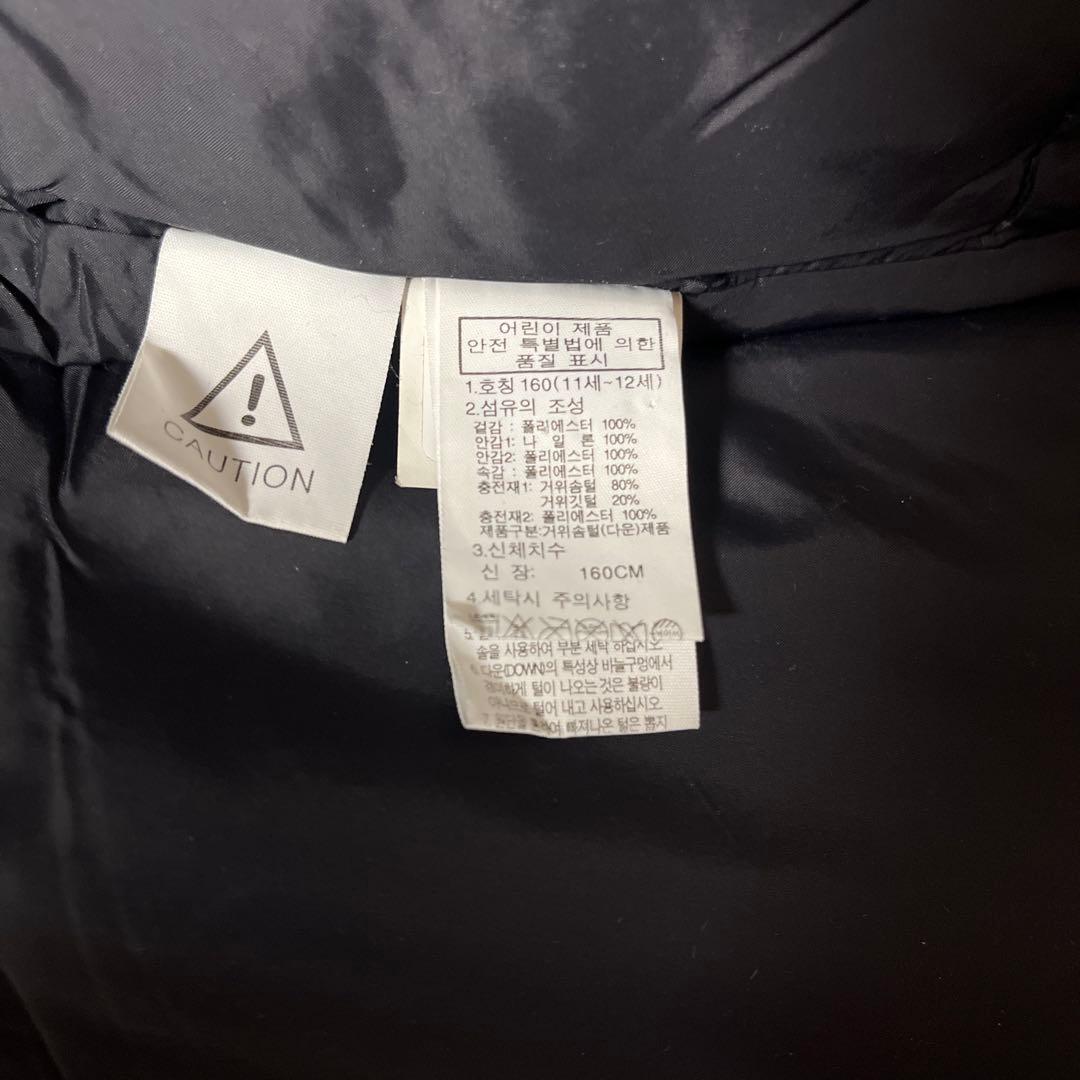 CAUTION
어린이 제품
안전 특별법에 의한
품질 표시
1.호칭 160(11세~12세)
2.섬유의 조성
겉감 : 폴리에스터 100%
안감1: 나 일 론 100%
안감2: 폴리에스터 100%
속감 : 폴리에스터 100%
충전재1: 거위솜털 80%
거위깃털 20%
충전재2: 폴리에스터 100%
제품구분:거위솜털(다운)제품
3.신체치수
신 장: 160CM
4.세탁시 주의사항
솔을 사용하여 부분 세탁 하십시오.
6.다운(DOWN)의 특성상 바늘구멍에서
털이 나오는 것은 불량이
털어 내고 사용하십시오.
7. 빠져나온 털은 뽑지